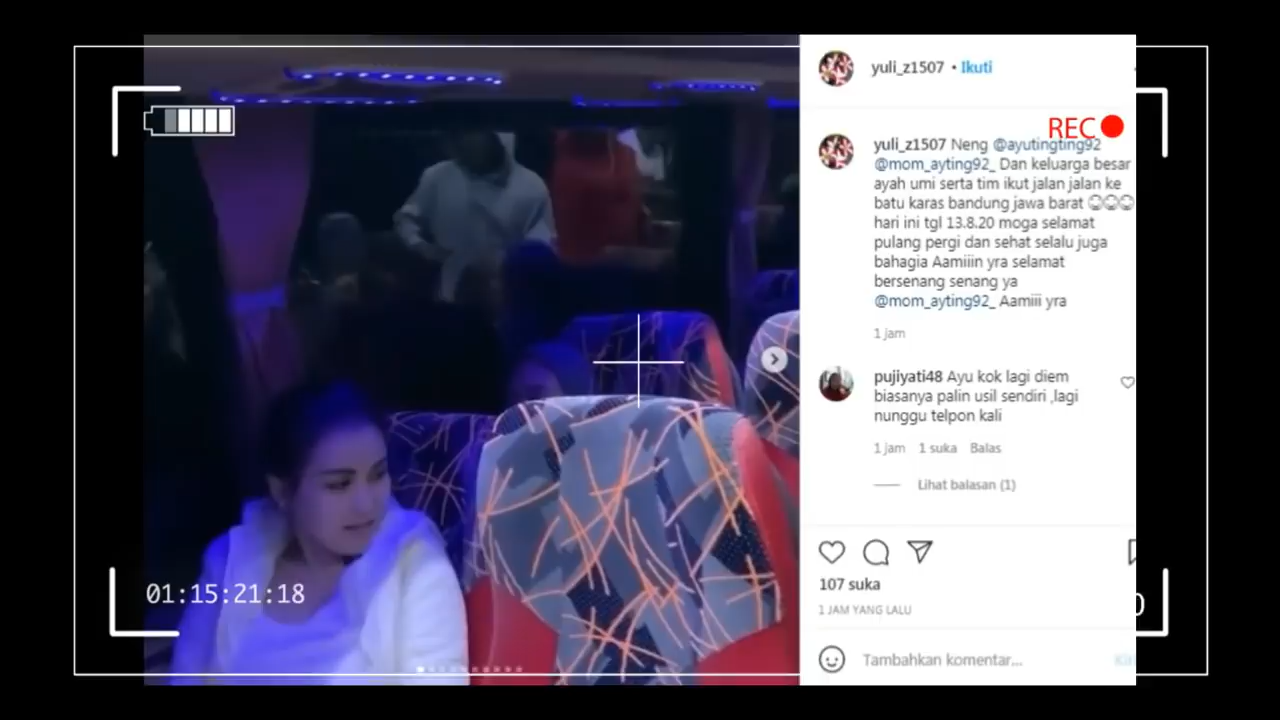 yuli_z1507 • Ikuti
REC
yuli_z1507 Neng @ayutingting92
@mom_ayting92_ Dan keluarga besar
ayah umi serta tim ikut jalan jalan ke
batu karas bandung jawa barat
hari ini tgl 13.8.20 moga selamat
pulang pergi dan sehat selalu juga
bahagia Aamiiin yra selamat
bersenang senang ya
@mom_ayting92_ Aamiii yra
1 jam
pujiyati48 Ayu kok lagi diem
biasanya palin usil sendiri ,lagi
nunggu telpon kali
1 jam 1 suka Balas
Lihat balasan (1)
107 suka
1 JAM YANG LALU
Tambahkan komentar...
01:15:21:18